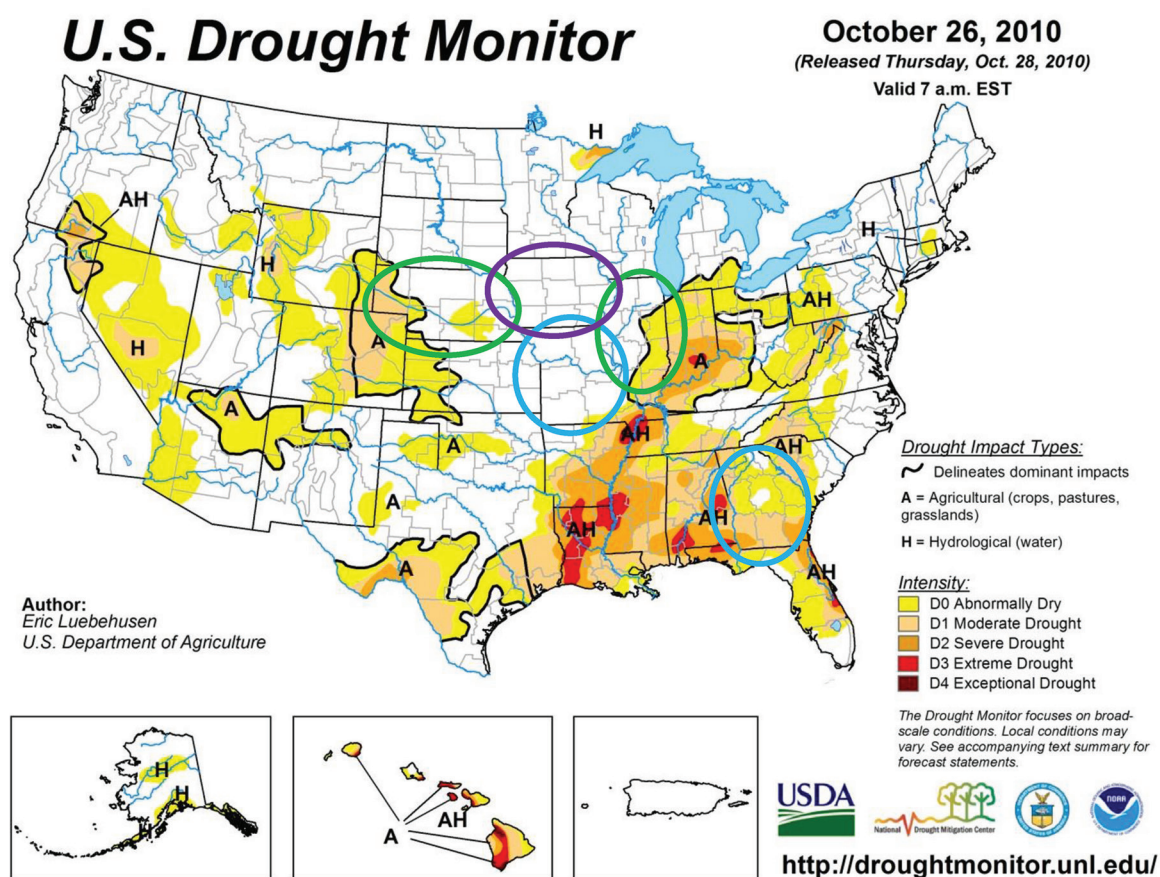 U.S. Drought Monitor
October 26, 2010
(Released Thursday, Oct. 28, 2010)
Valid 7 a.m. EST
H
AH
H
H
AH
A
H
A
A
AH
A
AH
A
A
AH
AH
A
AH
Drought Impact Types:
Delineates dominant impacts
A = Agricultural (crops, pastures,
grasslands)
H = Hydrological (water)
Intensity:
D0 Abnormally Dry
D1 Moderate Drought
D2 Severe Drought
D3 Extreme Drought
D4 Exceptional Drought
Author:
Eric Luebehusen
U.S. Department of Agriculture
The Drought Monitor focuses on broad-
scale conditions. Local conditions may
vary. See accompanying text summary for
forecast statements.
H
H
H
A
AH
USDA
National Drought Mitigation Center
NOAA
http://droughtmonitor.unl.edu/